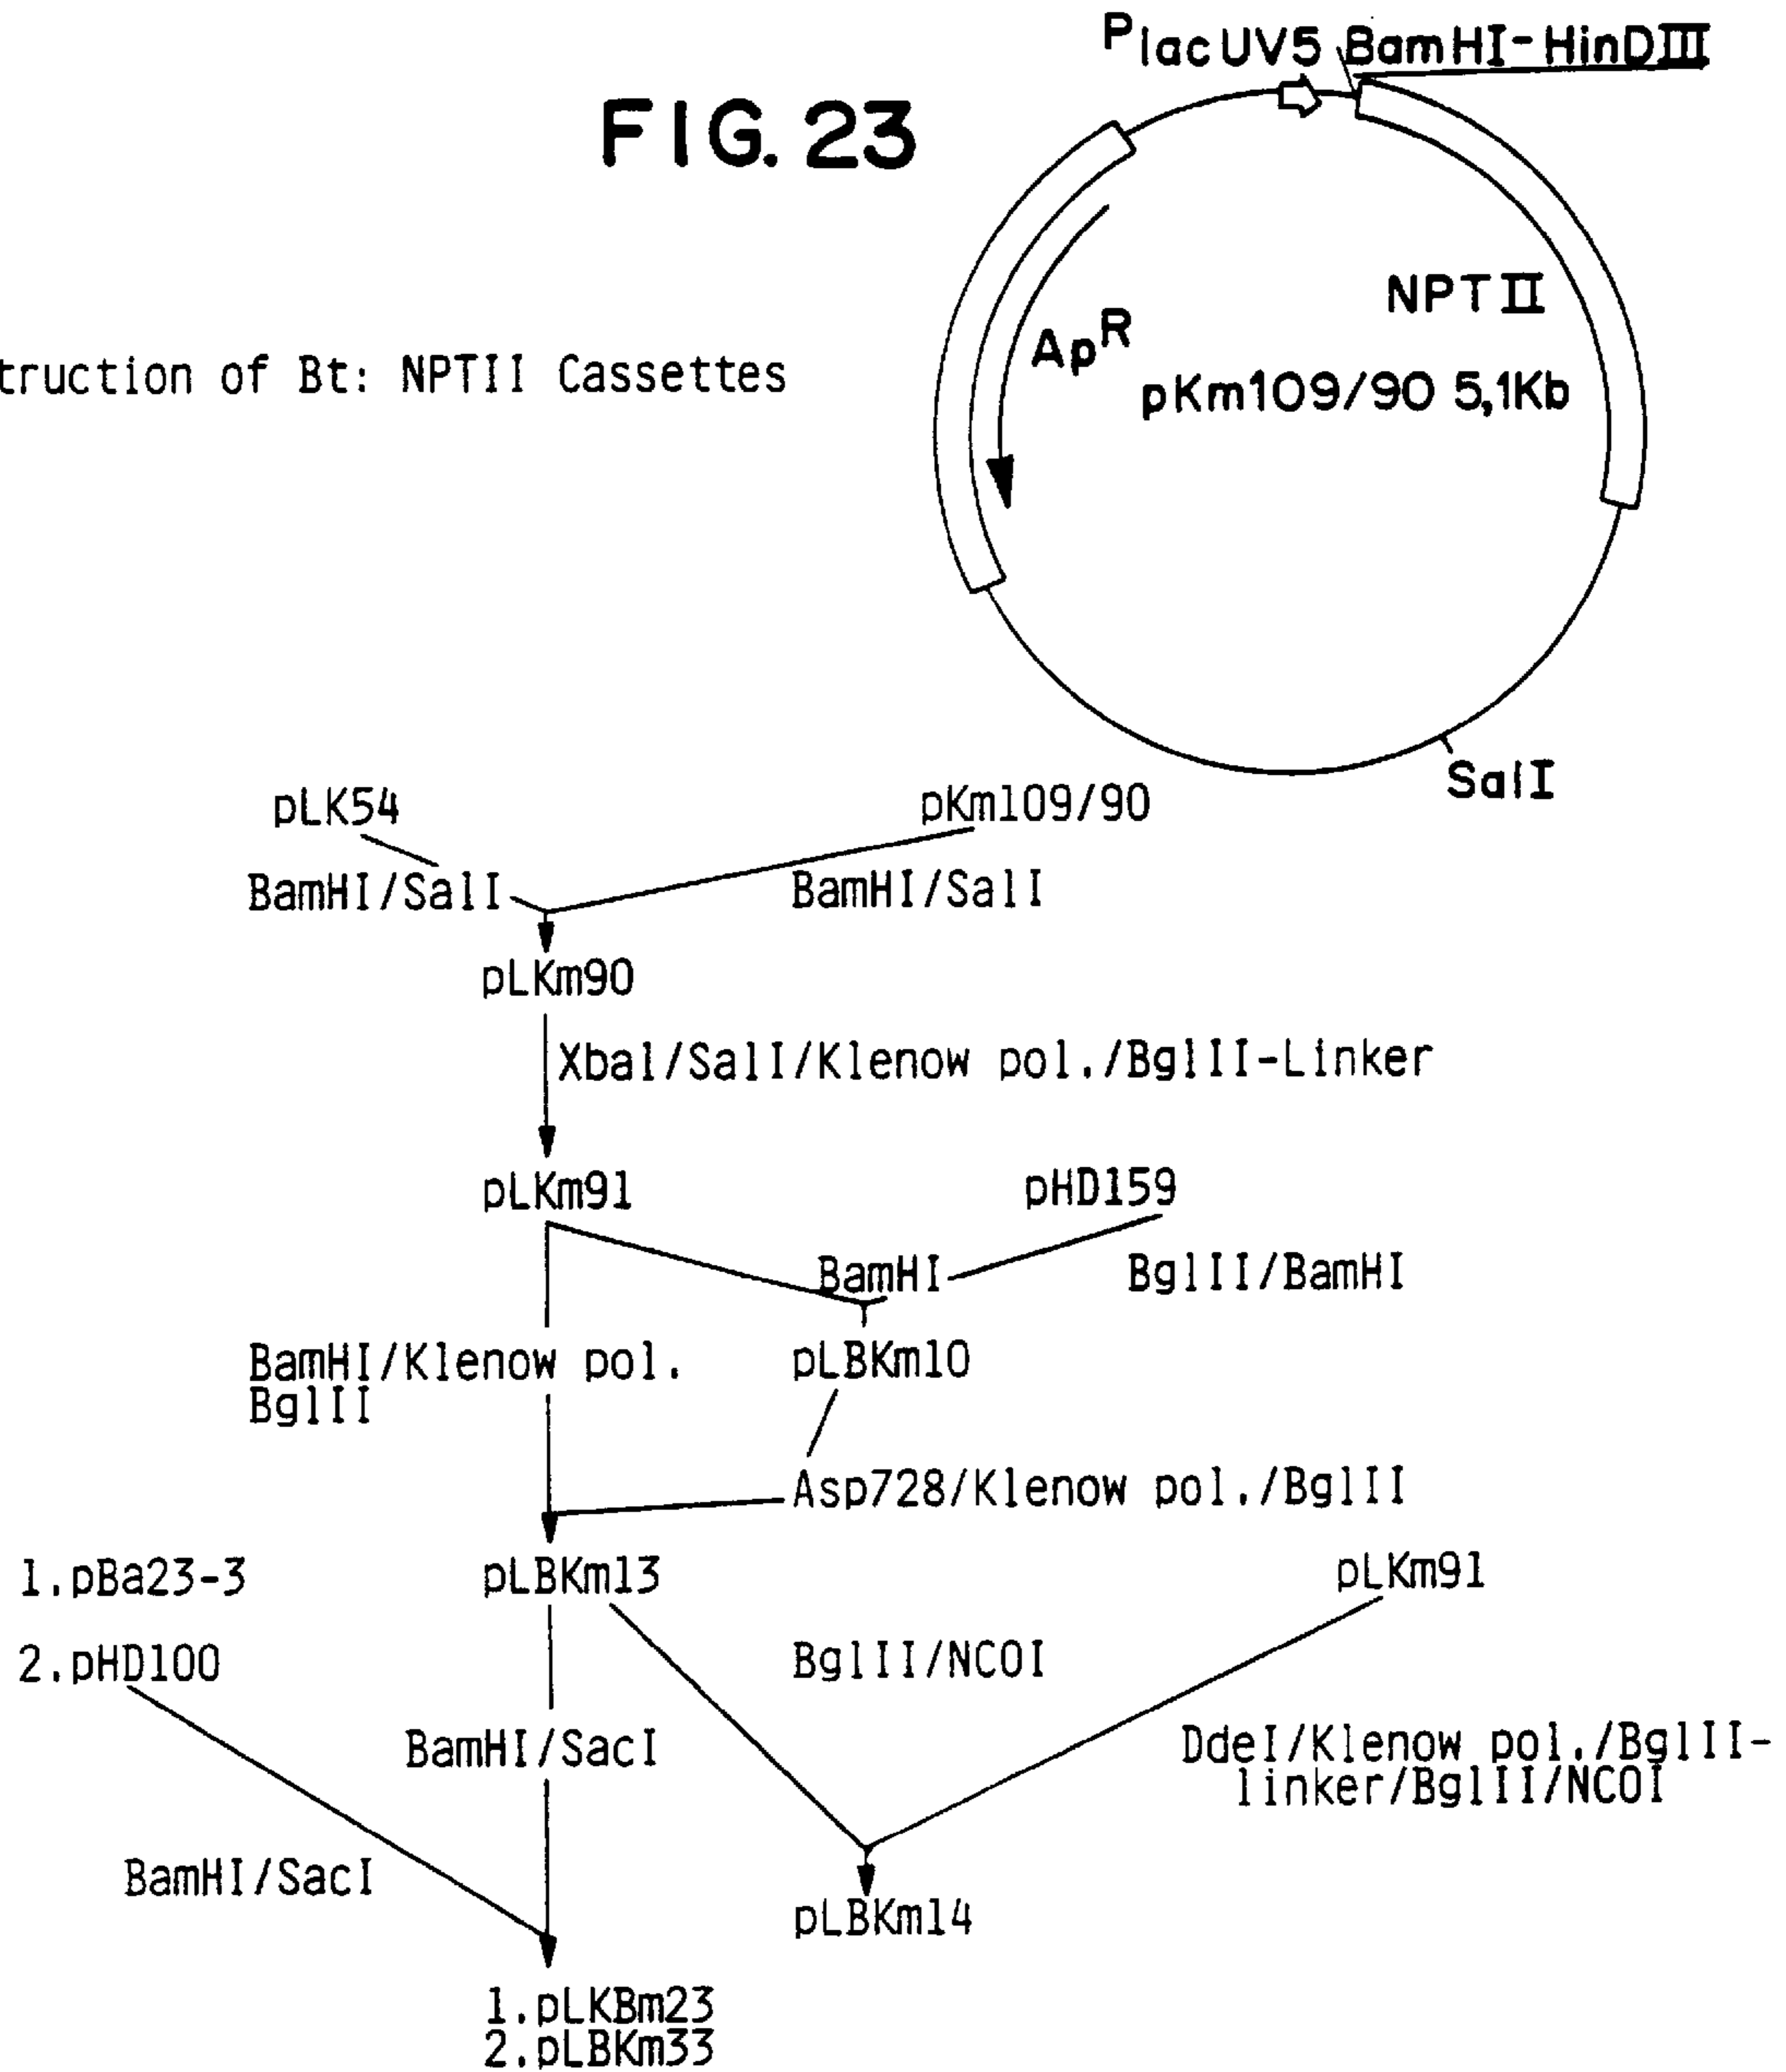 PlacUV5 BamHI-HinDIII
FIG. 23
NPTII
ApR
truction of Bt: NPTII Cassettes
pKm109/90 5,1Kb
SalI
pLK54
pKm109/90
BamHI/SalI
BamHI/SalI
pLKm90
Xbal/SalI/Klenow pol./BglII-Linker
pLKm91
pHD159
BamHI
BglII/BamHI
BamHI/Klenow pol.
BglII
pLBKm10
Asp728/Klenow pol./BglII
1.pBa23-3
pLBKm13
pLKm91
2.pHD100
BglII/NCOI
BamHI/SacI
DdeI/Klenow pol./BglII-
linker/BglII/NCOI
BamHI/SacI
pLBKm14
1.pLKBm23
2.pLBKm33